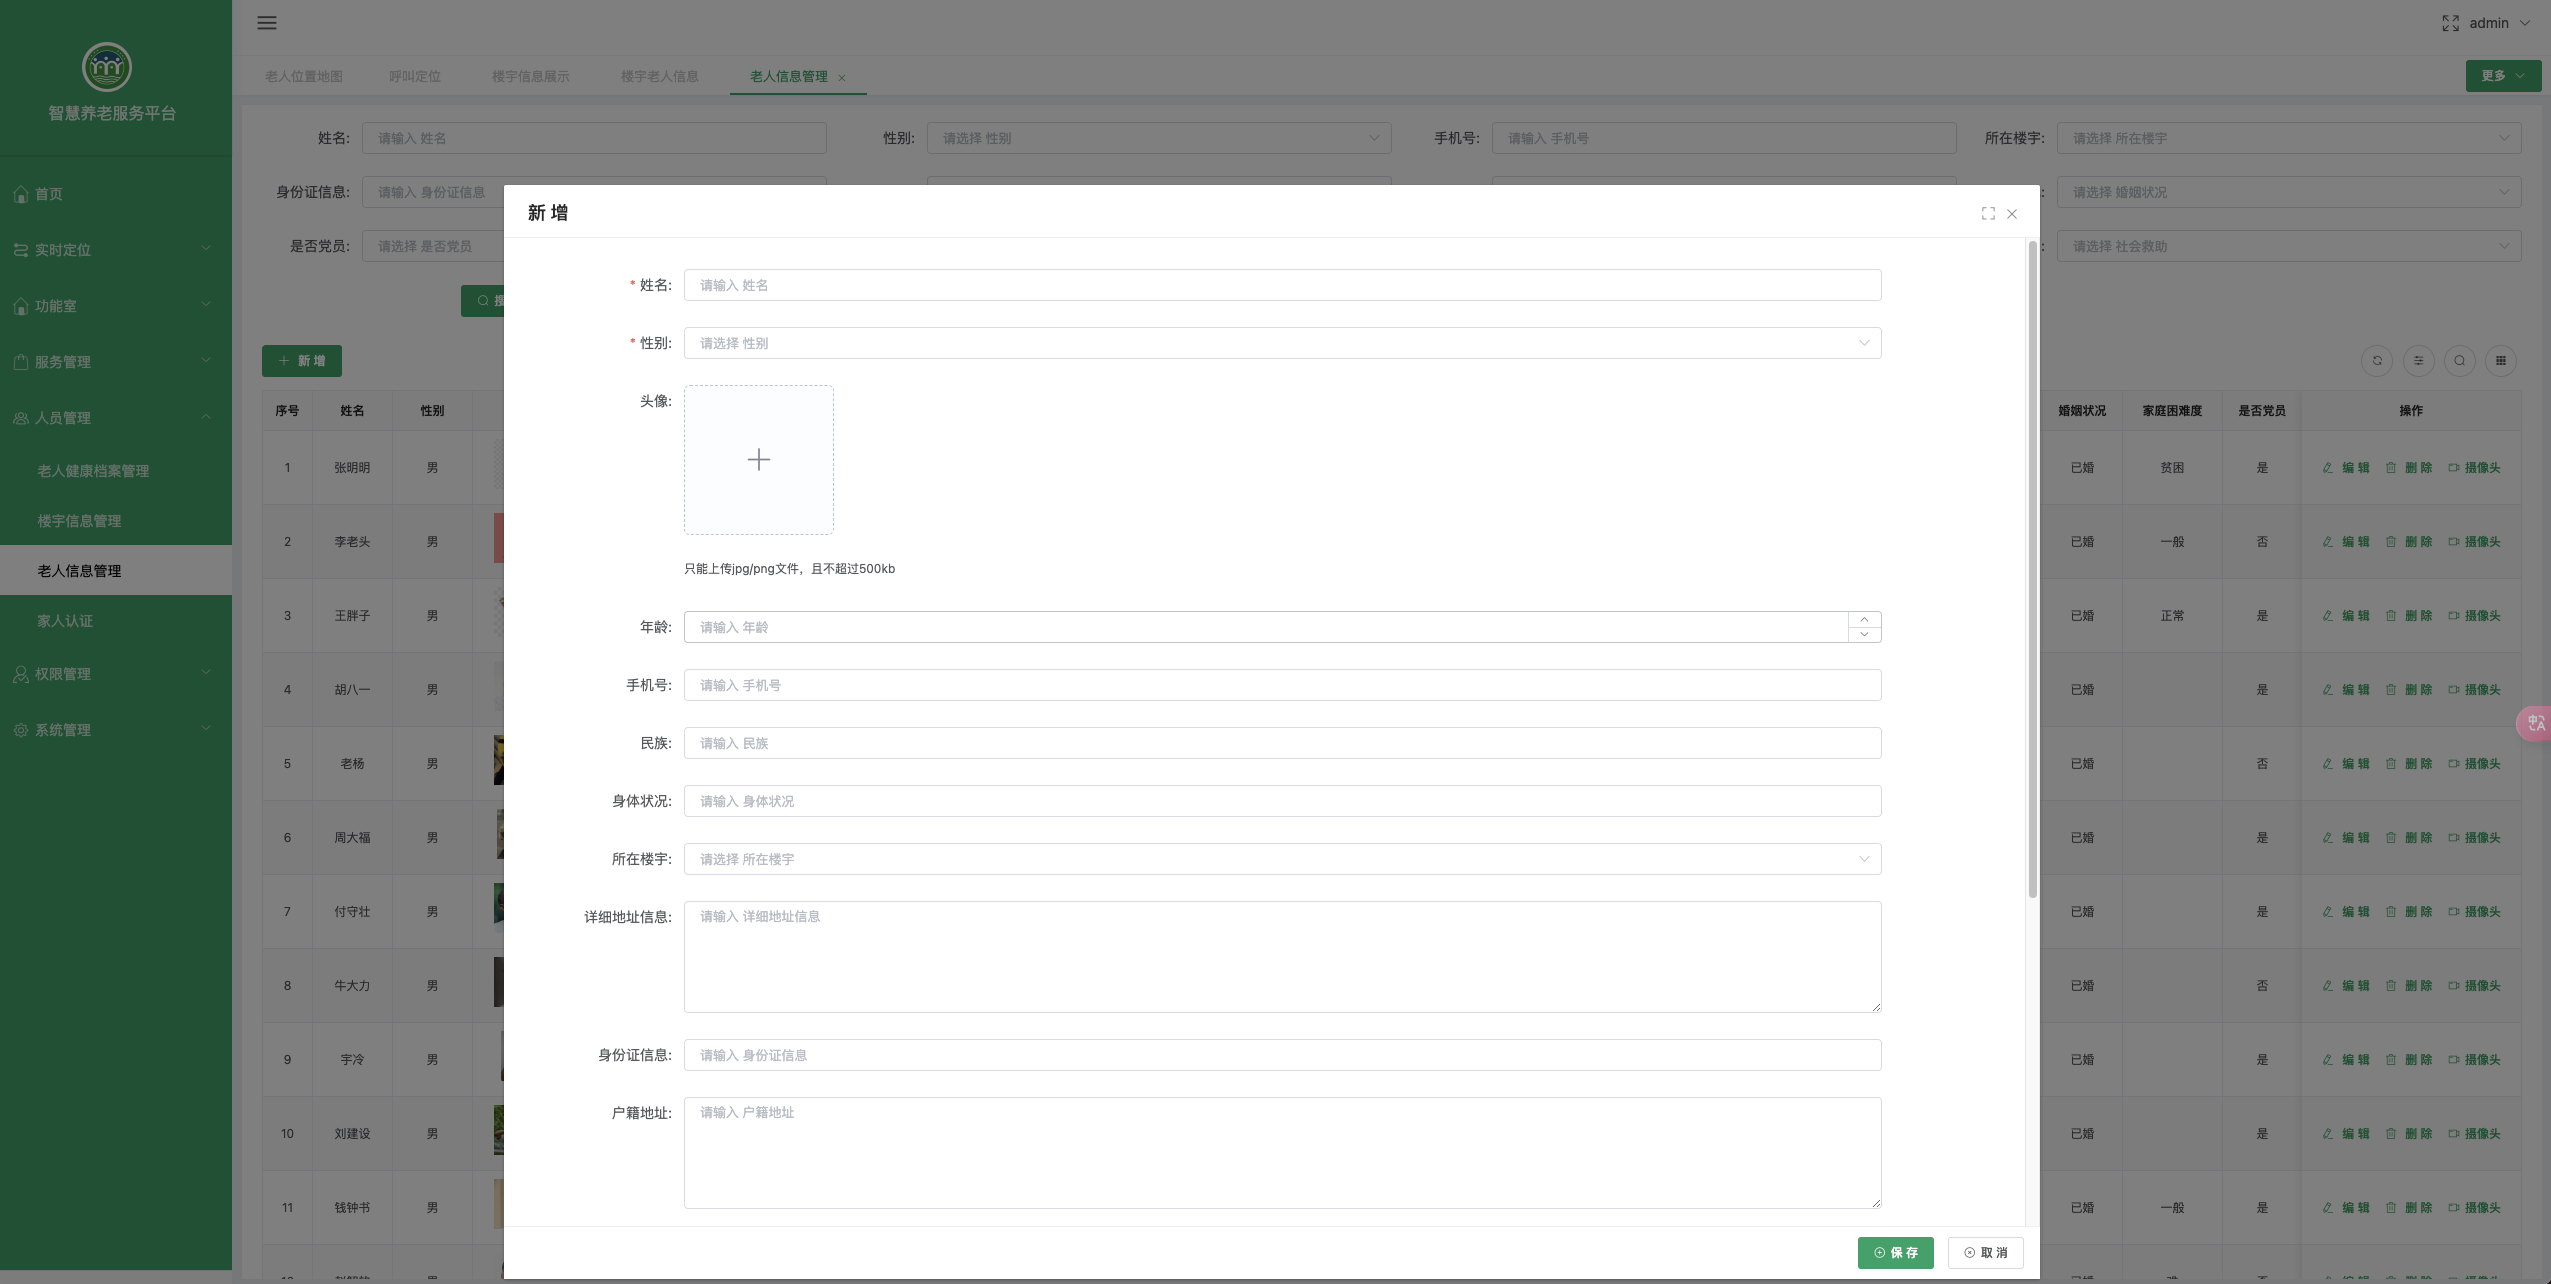 admin
老人位置地图 呼叫定位 楼宇信息展示 楼宇老人信息 老人信息管理 × 更多
智慧养老服务平台
首页
实时定位
功能室
服务管理
人员管理
老人健康档案管理
楼宇信息管理
老人信息管理
家人认证
权限管理
系统管理
姓名: 请输入 姓名 性别: 请选择 性别 手机号: 请输入 手机号 所在楼宇: 请选择 所在楼宇
身份证信息: 请输入 身份证信息 : 请选择 婚姻状况
是否党员: 请选择 是否党员 : 请选择 社会救助
新 增
序号 姓名 性别 婚姻状况 家庭困难度 是否党员 操作
1 张明明 男 已婚 贫困 是 编 辑 删 除 摄像头
2 李老头 男 已婚 一般 否 编 辑 删 除 摄像头
3 王胖子 男 已婚 正常 是 编 辑 删 除 摄像头
4 胡八一 男 已婚 是 编 辑 删 除 摄像头
5 老杨 男 已婚 否 编 辑 删 除 摄像头
6 周大福 男 已婚 是 编 辑 删 除 摄像头
7 付守壮 男 已婚 是 编 辑 删 除 摄像头
8 牛大力 男 已婚 否 编 辑 删 除 摄像头
9 宇冷 男 已婚 是 编 辑 删 除 摄像头
10 刘建设 男 已婚 是 编 辑 删 除 摄像头
11 钱钟书 男 已婚 一般 是 编 辑 删 除 摄像头
新 增
* 姓名: 请输入 姓名
* 性别: 请选择 性别
头像:
只能上传jpg/png文件，且不超过500kb
年龄: 请输入 年龄
手机号: 请输入 手机号
民族: 请输入 民族
身体状况: 请输入 身体状况
所在楼宇: 请选择 所在楼宇
详细地址信息: 请输入 详细地址信息
身份证信息: 请输入 身份证信息
户籍地址: 请输入 户籍地址
保 存 取 消